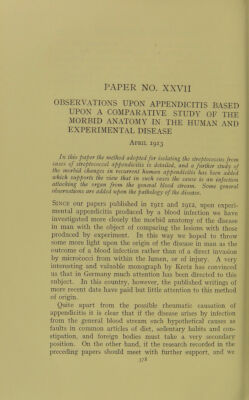 PAPER NO. XXVII
OBSERVATIONS UPON APPENDICITIS BASED
UPON A COMPARATIVE STUDY OF THE
MORBID ANATOMY IN THE HUMAN AND
EXPERIMENTAL DISEASE
APRIL 1913
In this paper the method adopted for isolating the streptococcus from
cases of streptococcal appendicitis is detailed, and a further study of
the morbid changes in recurrent human appendicitis has been added
which supports the view that in such cases the cause is an infection
attacking the organ from the general blood stream. Some general
observations are added upon the pathology of the disease.
SINCE our papers published in 1911 and 1912, upon experi-
mental appendicitis produced by a blood infection we have
investigated more closely the morbid anatomy of the disease
in man with the object of comparing the lesions with those
produced by experiment. In this way we hoped to throw
some more light upon the origin of the disease in man as the
outcome of a blood infection rather than of a direct invasion
by micrococci from within the lumen, or of injury. A very
interesting and valuable monograph by Kretz has convinced
us that in Germany much attention has been directed to this
subject. In this country, however, the published writings of
more recent date have paid but little attention to this method
of origin.
Quite apart from the possible rheumatic causation of
appendicitis it is clear that if the disease arises by infection
from the general blood stream such hypothetical causes as
faults in common articles of diet, sedentary habits and con-
stipation, and foreign bodies must take a very secondary
position. On the other hand, if the research recorded in the
preceding papers should meet with further support, and we
378